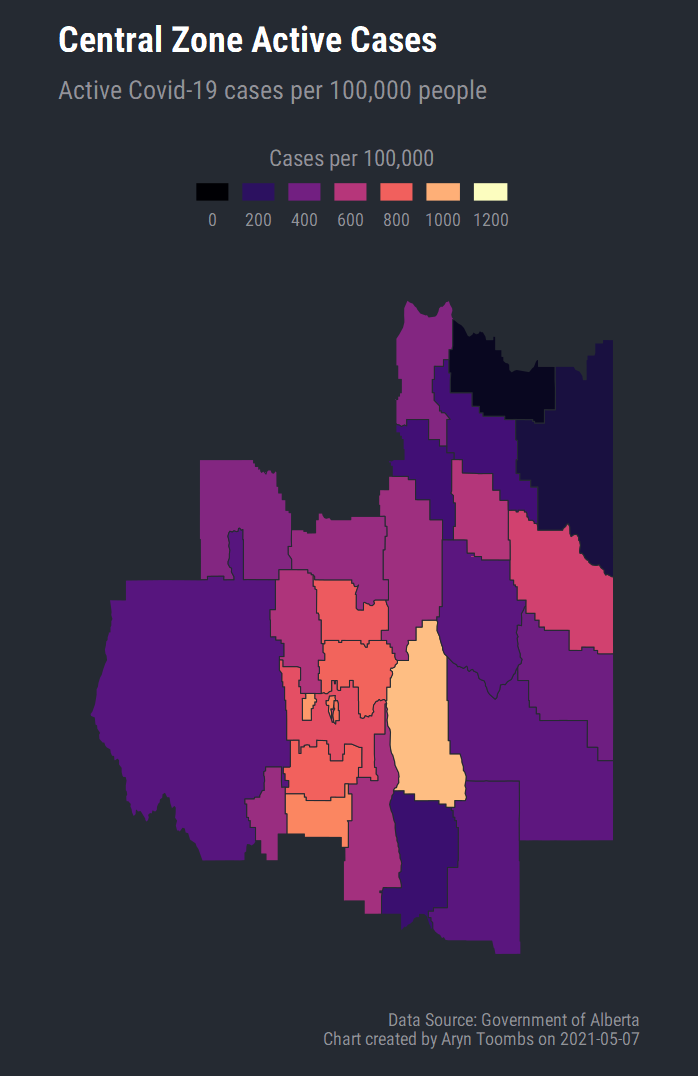 Central Zone Active Cases
Active Covid-19 cases per 100,000 people
Cases per 100,000
0 200 400 600 800 1000 1200
Data Source: Government of Alberta
Chart created by Aryn Toombs on 2021-05-07